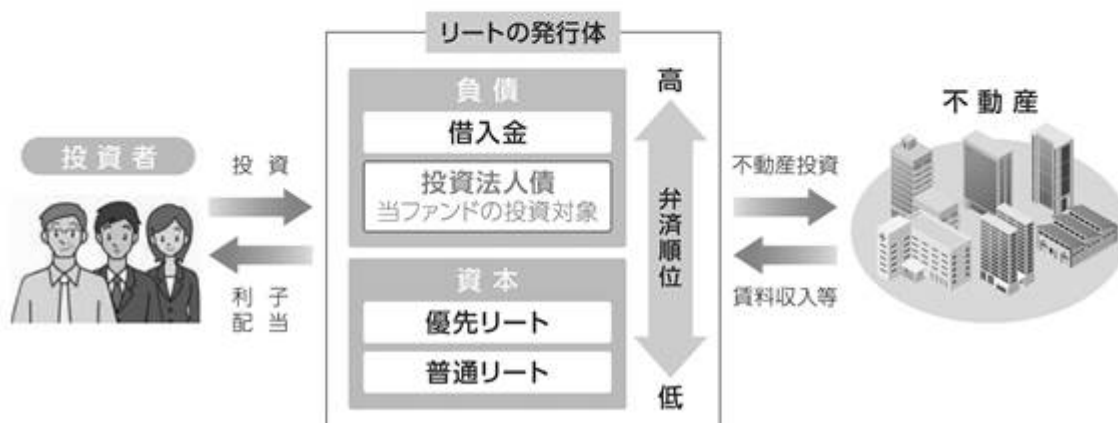 リートの発行体
投資者
投資
利子
配当
負債
借入金
投資法人債
当ファンドの投資対象
資本
優先リート
普通リート
高
弁済順位
低
不動産投資
賃料収入等
不動産